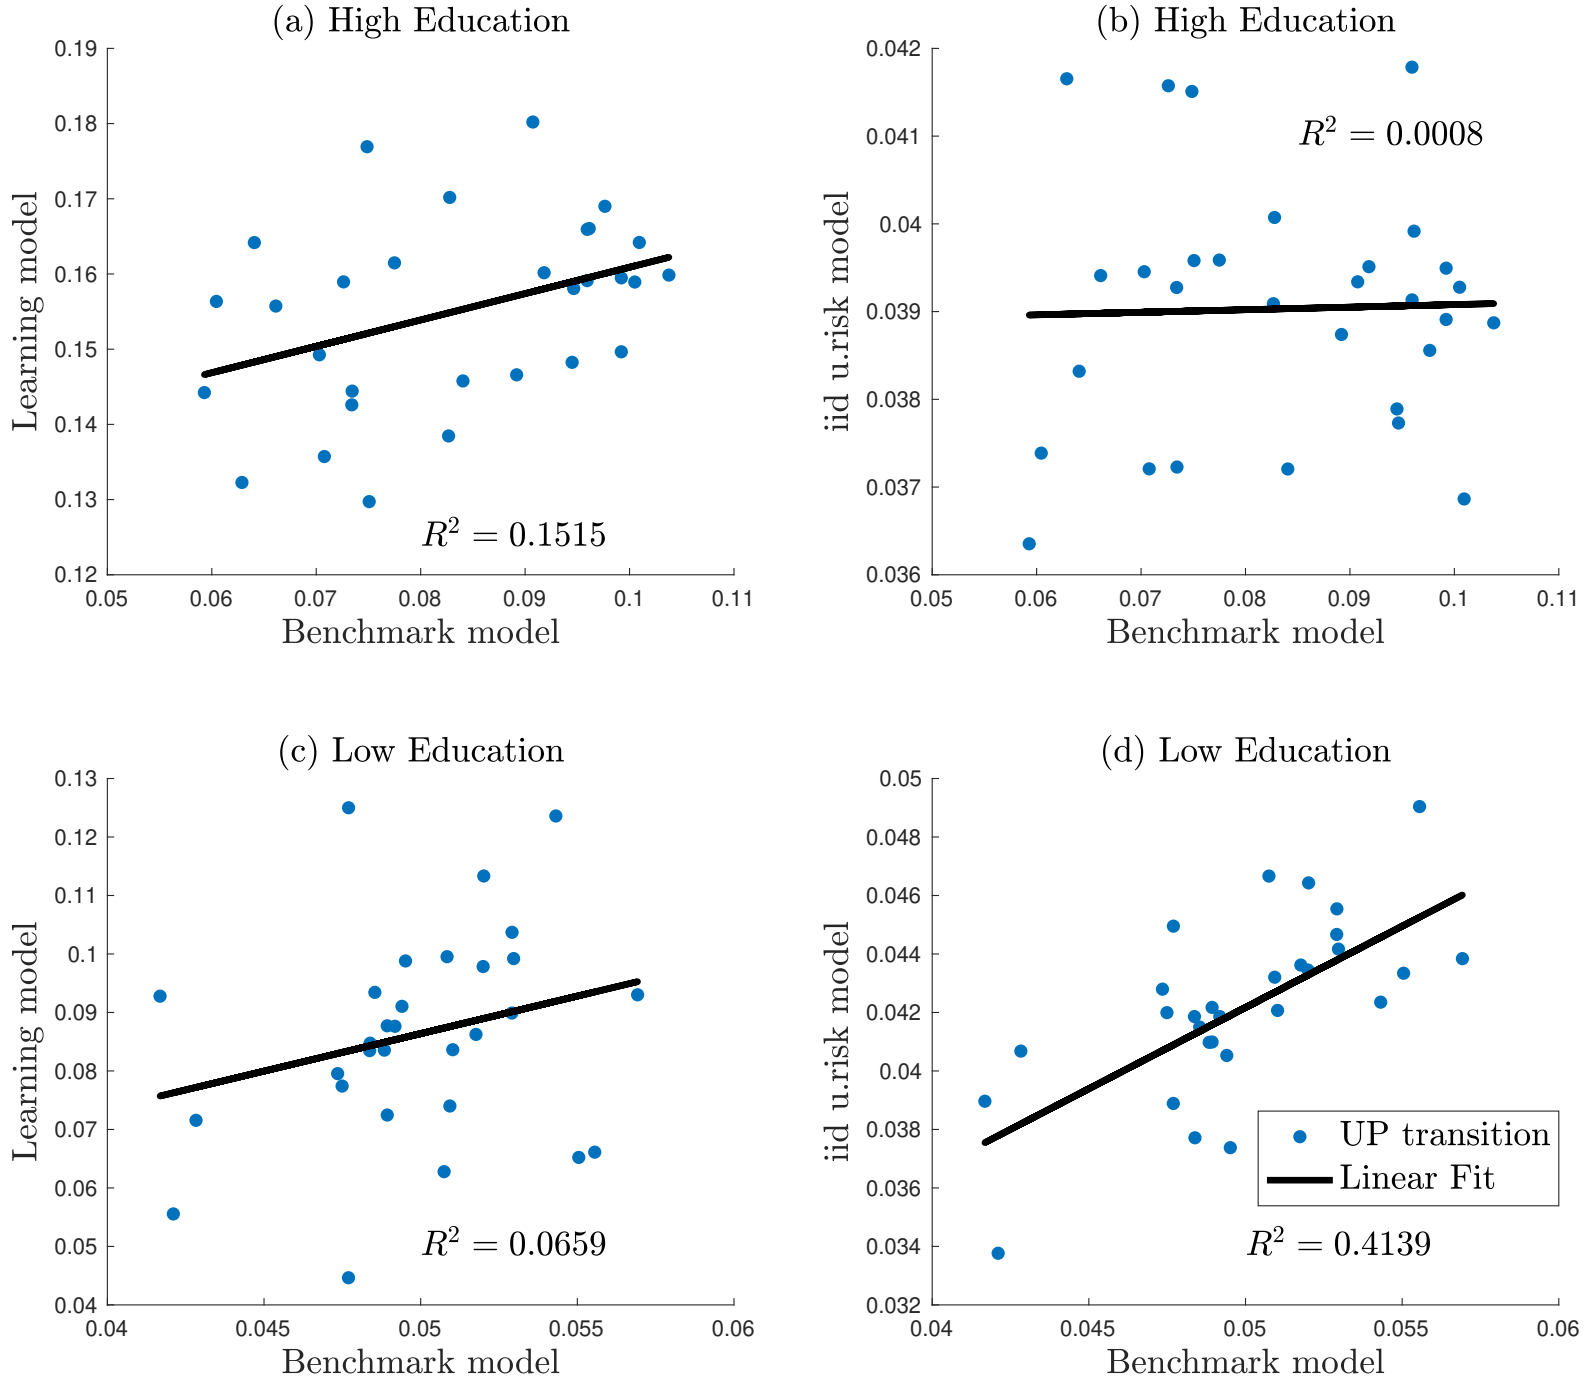 (a) High Education
0.19
0.18
0.17
0.16
0.15
0.14
0.13
0.12
Learning model
R² = 0.1515
0.05 0.06 0.07 0.08 0.09 0.1 0.11
Benchmark model
(b) High Education
0.042
0.041
0.04
0.039
0.038
0.037
0.036
iid u.risk model
R² = 0.0008
0.05 0.06 0.07 0.08 0.09 0.1 0.11
Benchmark model
(c) Low Education
0.13
0.12
0.11
0.1
0.09
0.08
0.07
0.06
0.05
0.04
Learning model
R² = 0.0659
0.04 0.045 0.05 0.055 0.06
Benchmark model
(d) Low Education
0.05
0.048
0.046
0.044
0.042
0.04
0.038
0.036
0.034
0.032
iid u.risk model
UP transition
Linear Fit
R² = 0.4139
0.04 0.045 0.05 0.055 0.06
Benchmark model